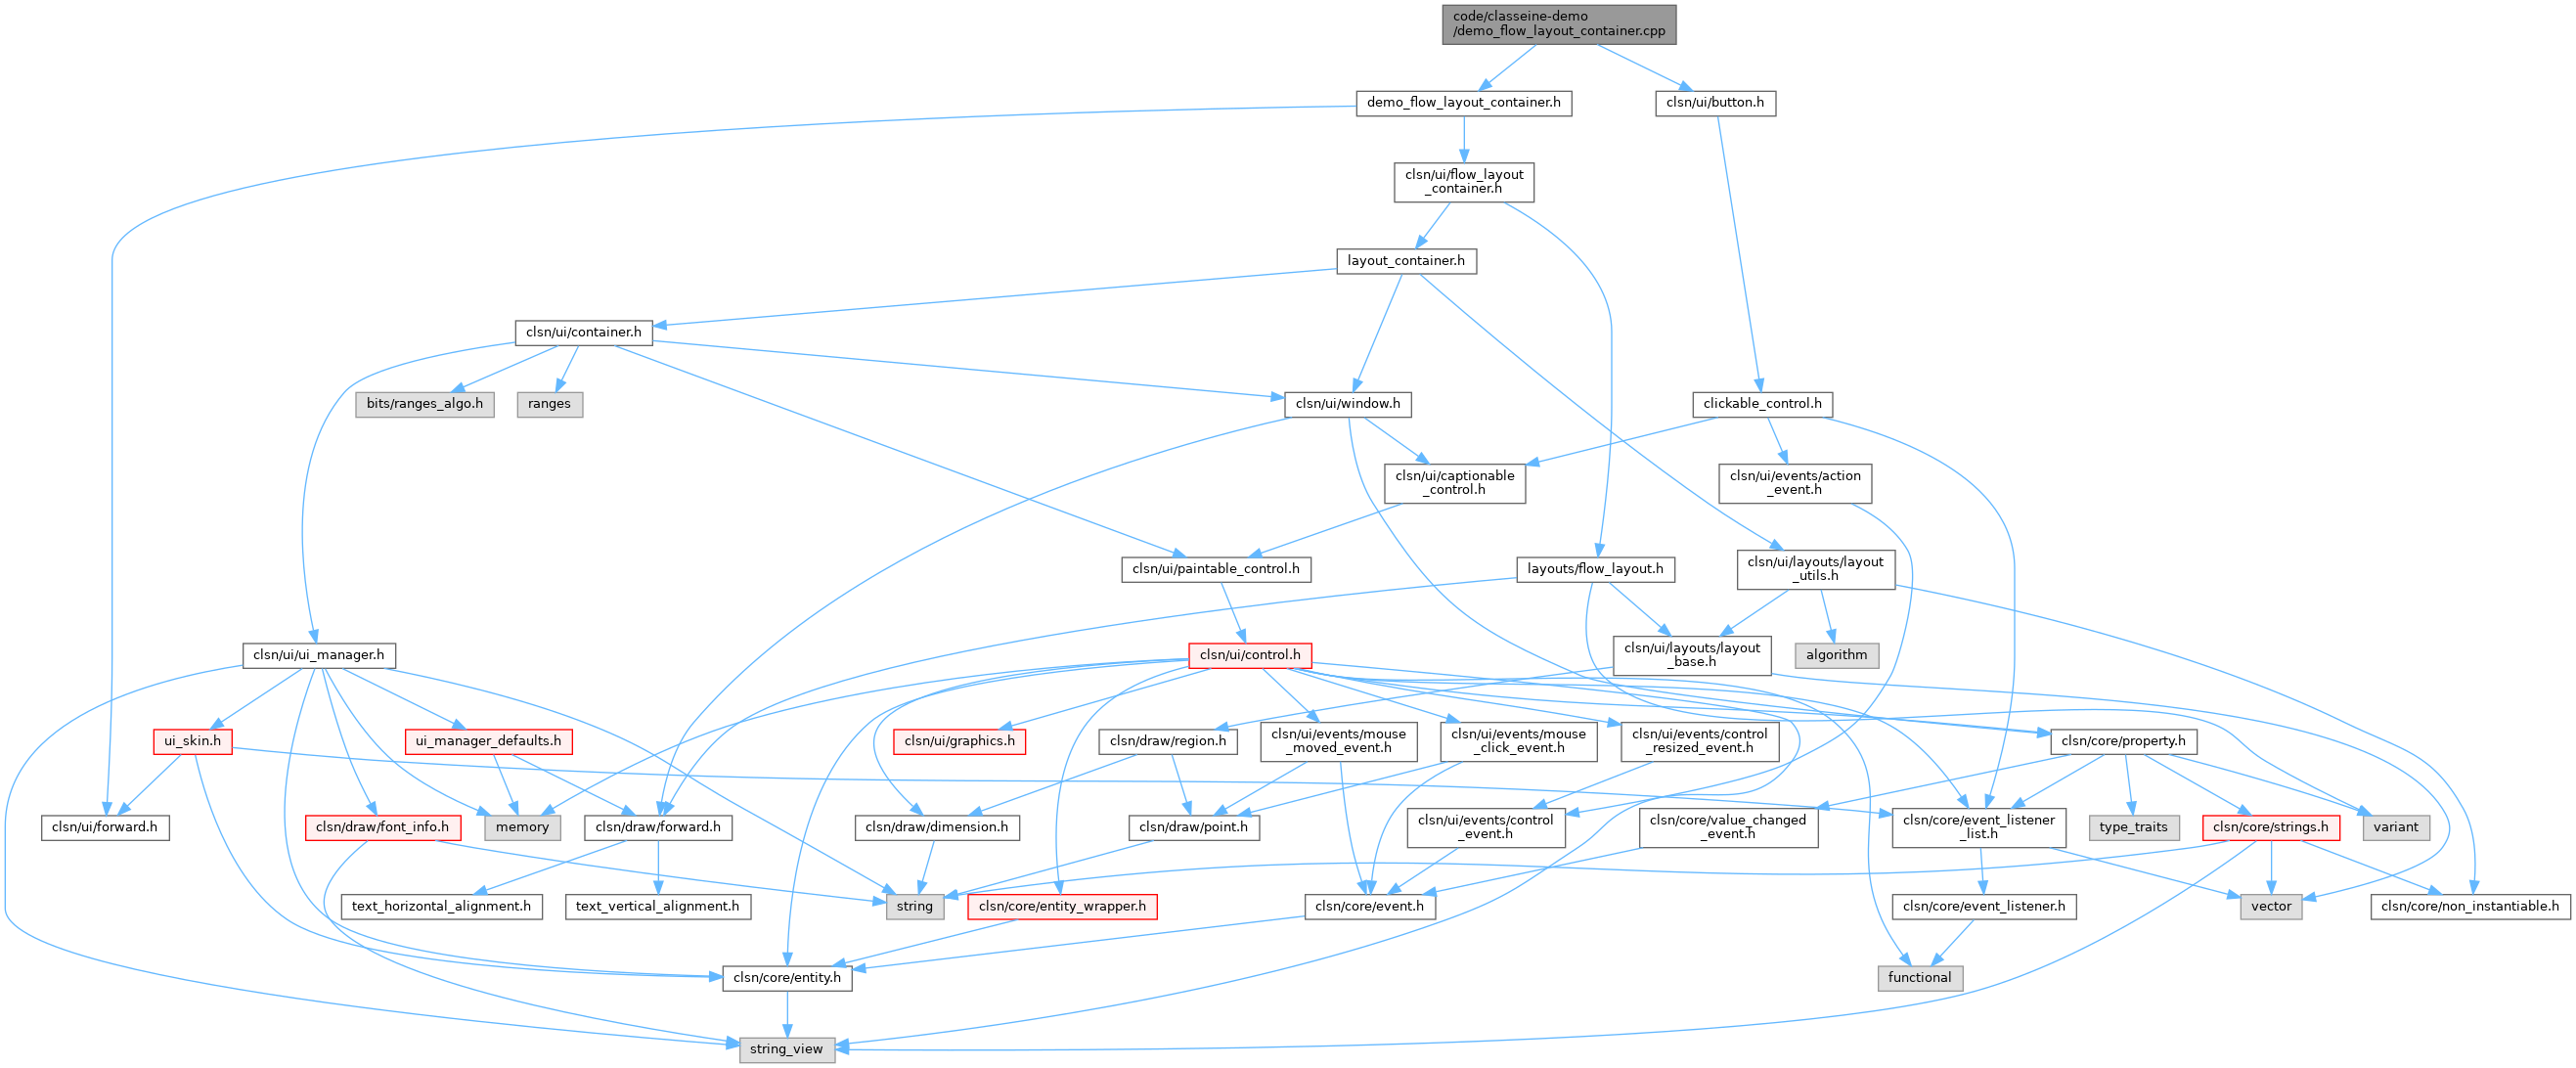 code/classeine-demo
/demo_flow_layout_container.cpp
demo_flow_layout_container.h
clsn/ui/button.h
clsn/ui/flow_layout
_container.h
layout_container.h
clsn/ui/container.h
bits/ranges_algo.h
ranges
clsn/ui/window.h
clickable_control.h
clsn/ui/captionable
_control.h
clsn/ui/events/action
_event.h
clsn/ui/paintable_control.h
layouts/flow_layout.h
clsn/ui/layouts/layout
_utils.h
clsn/ui/ui_manager.h
clsn/ui/control.h
clsn/ui/layouts/layout
_base.h
algorithm
ui_skin.h
ui_manager_defaults.h
clsn/ui/graphics.h
clsn/draw/region.h
clsn/ui/events/mouse
_moved_event.h
clsn/ui/events/mouse
_click_event.h
clsn/ui/events/control
_resized_event.h
clsn/core/property.h
clsn/ui/forward.h
clsn/draw/font_info.h
memory
clsn/draw/forward.h
clsn/draw/dimension.h
clsn/draw/point.h
clsn/ui/events/control
_event.h
clsn/core/value_changed
_event.h
clsn/core/event_listener
_list.h
type_traits
clsn/core/strings.h
variant
text_horizontal_alignment.h
text_vertical_alignment.h
string
clsn/core/entity_wrapper.h
clsn/core/event.h
clsn/core/event_listener.h
vector
clsn/core/non_instantiable.h
clsn/core/entity.h
functional
string_view